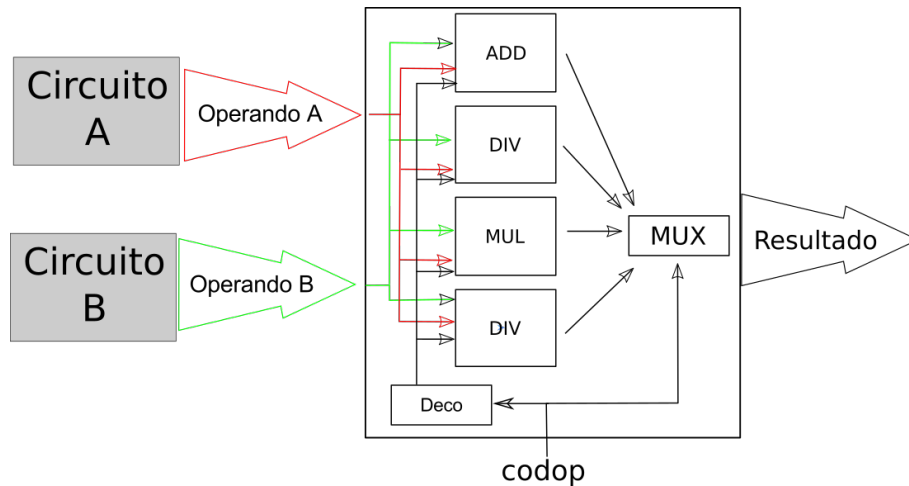 Circuito
A
Operando A
Circuito
B
Operando B
ADD
DIV
MUL
DIV
Deco
MUX
Resultado
codop